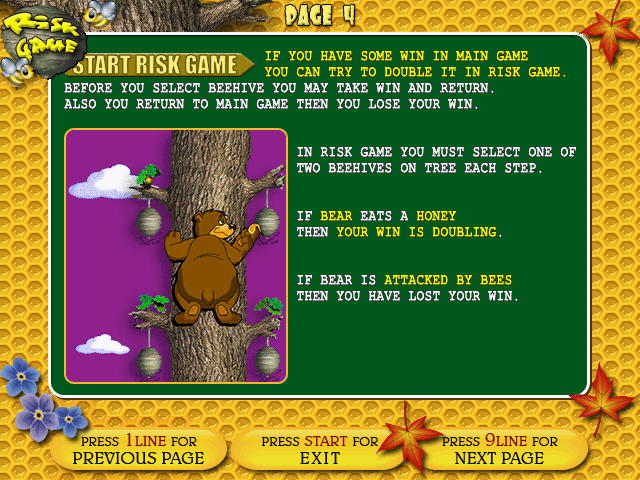 PAGE 4
RISK
GAME
START RISK GAME
IF YOU HAVE SOME WIN IN MAIN GAME
YOU CAN TRY TO DOUBLE IT IN RISK GAME.
BEFORE YOU SELECT BEEHIVE YOU MAY TAKE WIN AND RETURN.
ALSO YOU RETURN TO MAIN GAME THEN YOU LOSE YOUR WIN.
IN RISK GAME YOU MUST SELECT ONE OF
TWO BEEHIVES ON TREE EACH STEP.
IF BEAR EATS A HONEY
THEN YOUR WIN IS DOUBLING.
IF BEAR IS ATTACKED BY BEES
THEN YOU HAVE LOST YOUR WIN.
PRESS 1LINE FOR
PREVIOUS PAGE
PRESS START FOR
EXIT
PRESS 9LINE FOR
NEXT PAGE